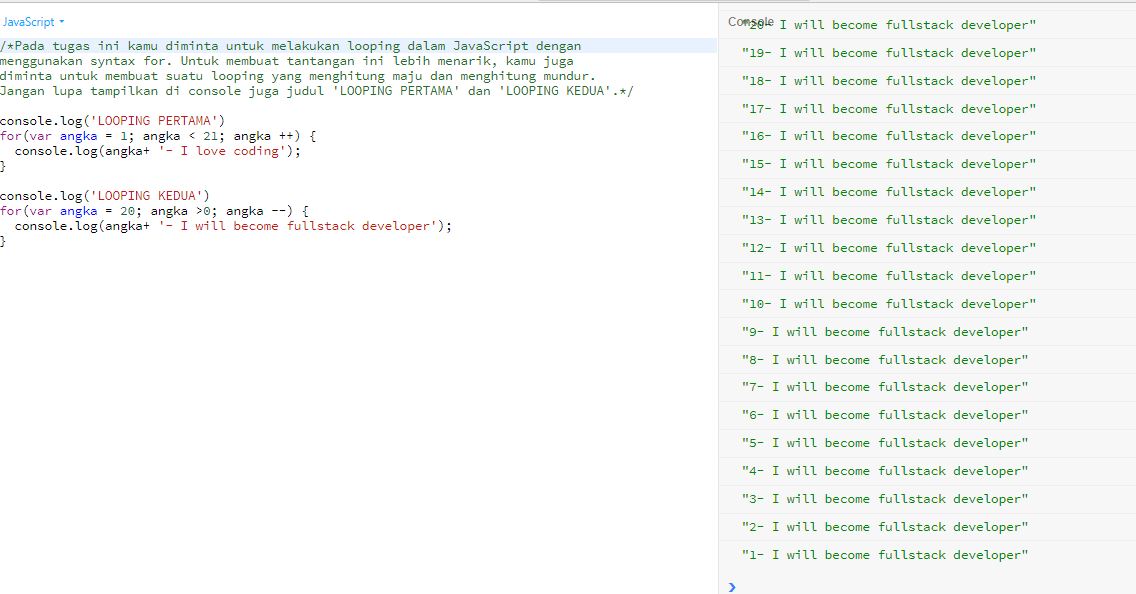 JavaScript
/*Pada tugas ini kamu diminta untuk melakukan looping dalam JavaScript dengan
menggunakan syntax for. Untuk membuat tantangan ini lebih menarik, kamu juga
diminta untuk membuat suatu looping yang menghitung maju dan menghitung mundur.
Jangan lupa tampilkan di console juga judul 'LOOPING PERTAMA' dan 'LOOPING KEDUA'.*/
console.log('LOOPING PERTAMA')
for(var angka = 1; angka < 21; angka ++) {
  console.log(angka+ '- I love coding');
}
console.log('LOOPING KEDUA')
for(var angka = 20; angka >0; angka --) {
  console.log(angka+ '- I will become fullstack developer');
}
Console
"20- I will become fullstack developer"
"19- I will become fullstack developer"
"18- I will become fullstack developer"
"17- I will become fullstack developer"
"16- I will become fullstack developer"
"15- I will become fullstack developer"
"14- I will become fullstack developer"
"13- I will become fullstack developer"
"12- I will become fullstack developer"
"11- I will become fullstack developer"
"10- I will become fullstack developer"
"9- I will become fullstack developer"
"8- I will become fullstack developer"
"7- I will become fullstack developer"
"6- I will become fullstack developer"
"5- I will become fullstack developer"
"4- I will become fullstack developer"
"3- I will become fullstack developer"
"2- I will become fullstack developer"
"1- I will become fullstack developer"